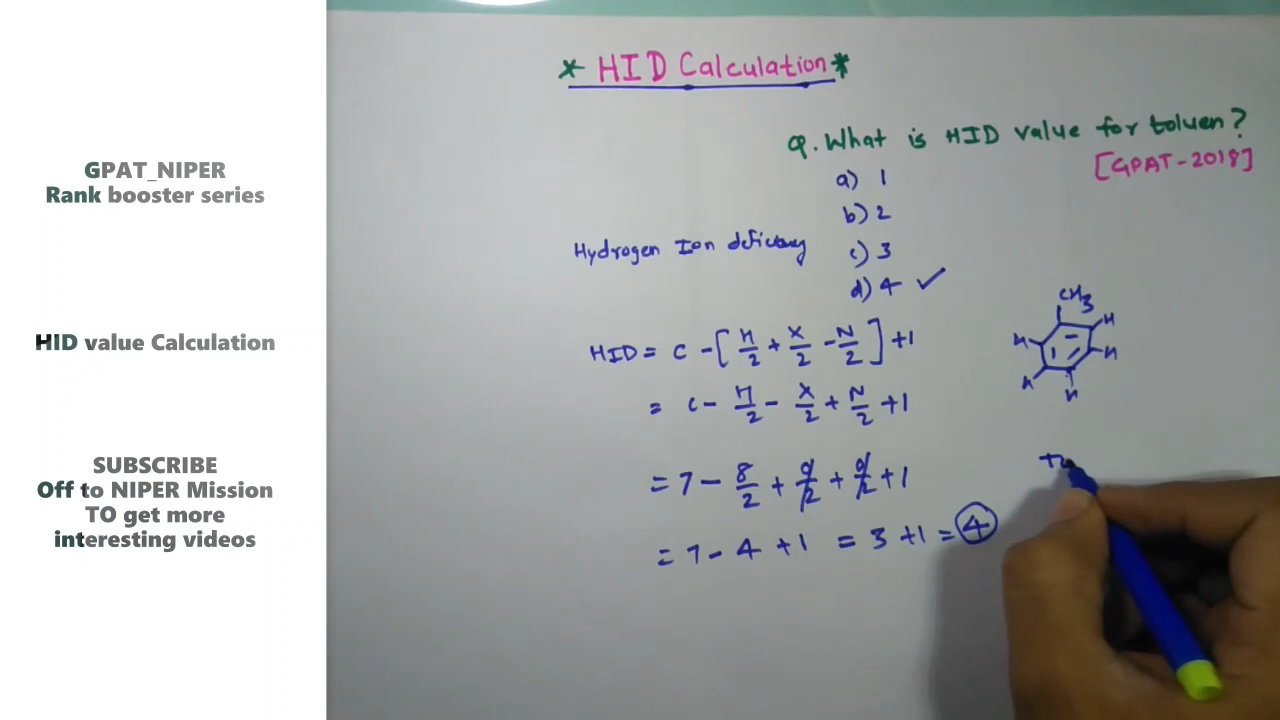 GPAT_NIPER
Rank booster series
HID value Calculation
SUBSCRIBE
Off to NIPER Mission
TO get more
interesting videos
* HID Calculation *
Q. What is HID value for toluen?
[GPAT-2018]
a) 1
b) 2
c) 3
d) 4 ✓
Hydrogen Ion
HID = C - [H/2 + X/2 - N/2] + 1
= C - H/2 - X/2 + N/2 + 1
= 7 - 8/2 + 0/2 + 0/2 + 1
= 7 - 4 + 1 = 3 + 1 = 4
CH3
H
H
H
H
H